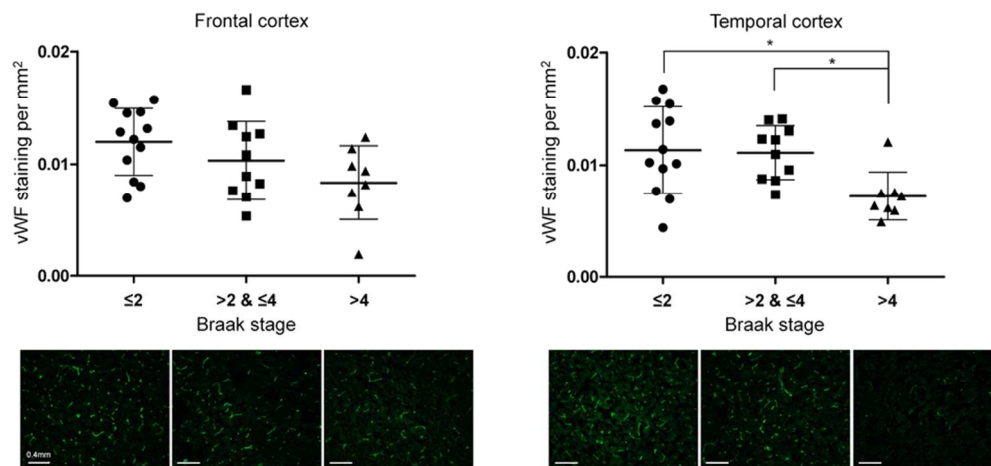 Frontal cortex
vWF staining per mm²
0.02
0.01
0.00
≤2
>2 & ≤4
>4
Braak stage
0.4mm
Temporal cortex
vWF staining per mm²
0.02
0.01
0.00
*
*
≤2
>2 & ≤4
>4
Braak stage